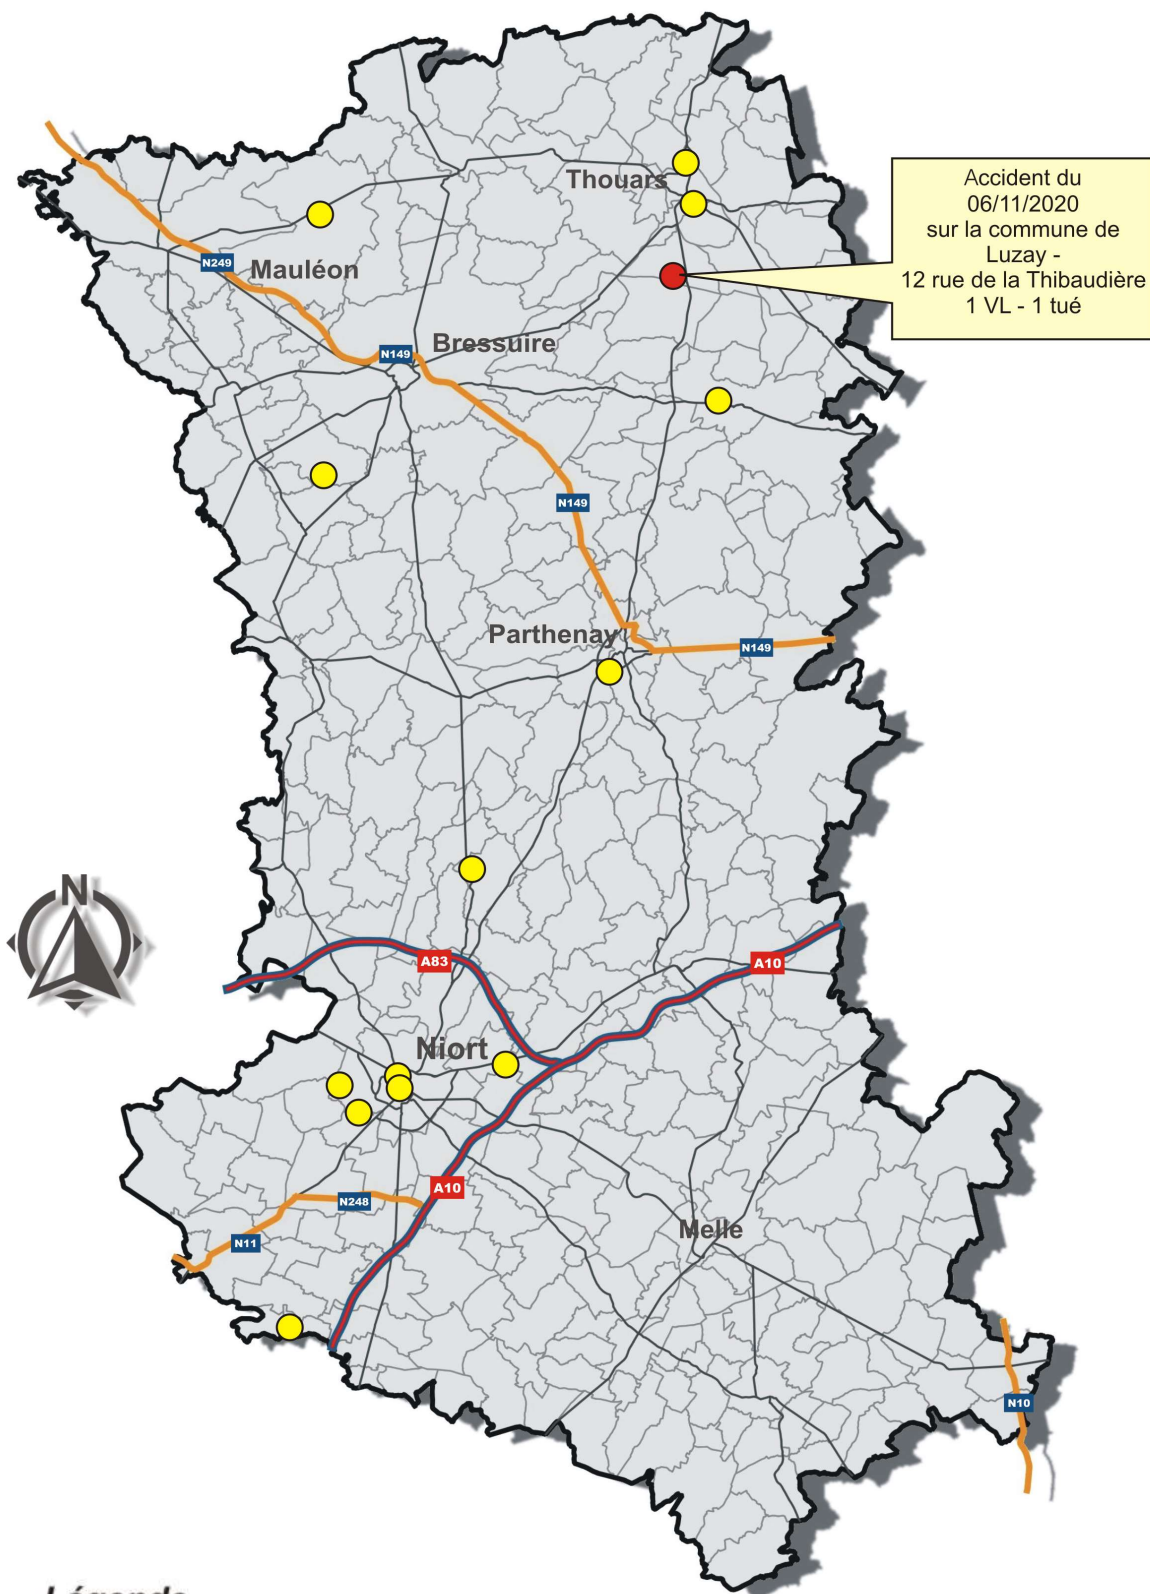 Thouars
Accident du
06/11/2020
sur la commune de
Luzay -
12 rue de la Thibaudière
1 VL - 1 tué
N249
Mauléon
N149
Bressuire
N149
Parthenay
N149
N
A83
A10
Niort
A10
N248
N11
Melle
N10
Légende